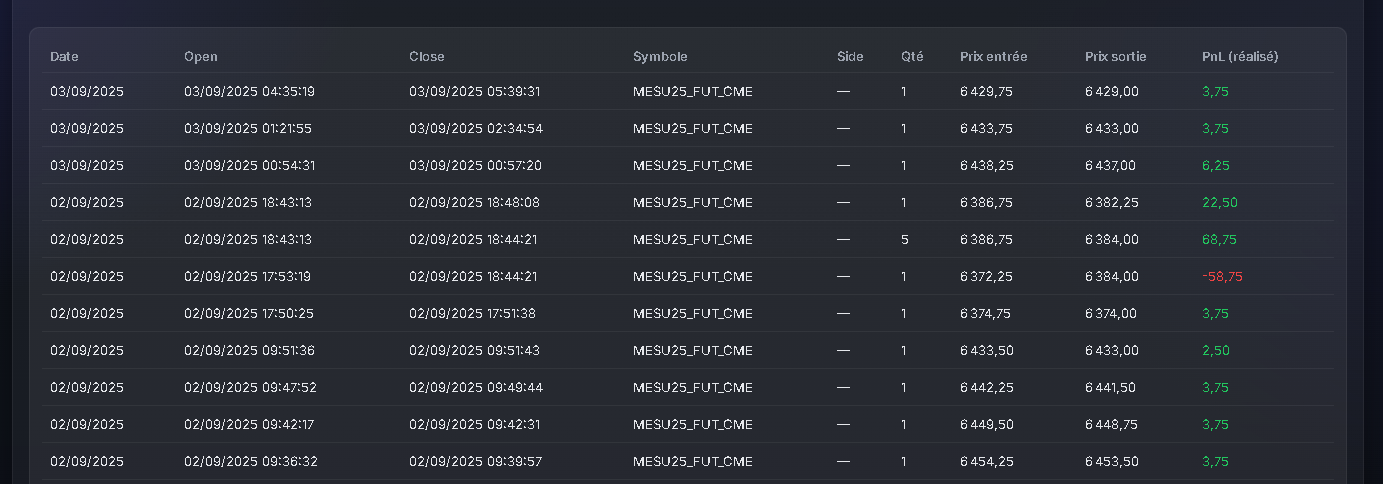 Date Open Close Symbole Side Qté Prix entrée Prix sortie PnL (réalisé)
03/09/2025 03/09/2025 04:35:19 03/09/2025 05:39:31 MESU25_FUT_CME — 1 6 429,75 6 429,00 3,75
03/09/2025 03/09/2025 01:21:55 03/09/2025 02:34:54 MESU25_FUT_CME — 1 6 433,75 6 433,00 3,75
03/09/2025 03/09/2025 00:54:31 03/09/2025 00:57:20 MESU25_FUT_CME — 1 6 438,25 6 437,00 6,25
02/09/2025 02/09/2025 18:43:13 02/09/2025 18:48:08 MESU25_FUT_CME — 1 6 386,75 6 382,25 22,50
02/09/2025 02/09/2025 18:43:13 02/09/2025 18:44:21 MESU25_FUT_CME — 5 6 386,75 6 384,00 68,75
02/09/2025 02/09/2025 17:53:19 02/09/2025 18:44:21 MESU25_FUT_CME — 1 6 372,25 6 384,00 -58,75
02/09/2025 02/09/2025 17:50:25 02/09/2025 17:51:38 MESU25_FUT_CME — 1 6 374,75 6 374,00 3,75
02/09/2025 02/09/2025 09:51:36 02/09/2025 09:51:43 MESU25_FUT_CME — 1 6 433,50 6 433,00 2,50
02/09/2025 02/09/2025 09:47:52 02/09/2025 09:49:44 MESU25_FUT_CME — 1 6 442,25 6 441,50 3,75
02/09/2025 02/09/2025 09:42:17 02/09/2025 09:42:31 MESU25_FUT_CME — 1 6 449,50 6 448,75 3,75
02/09/2025 02/09/2025 09:36:32 02/09/2025 09:39:57 MESU25_FUT_CME — 1 6 454,25 6 453,50 3,75